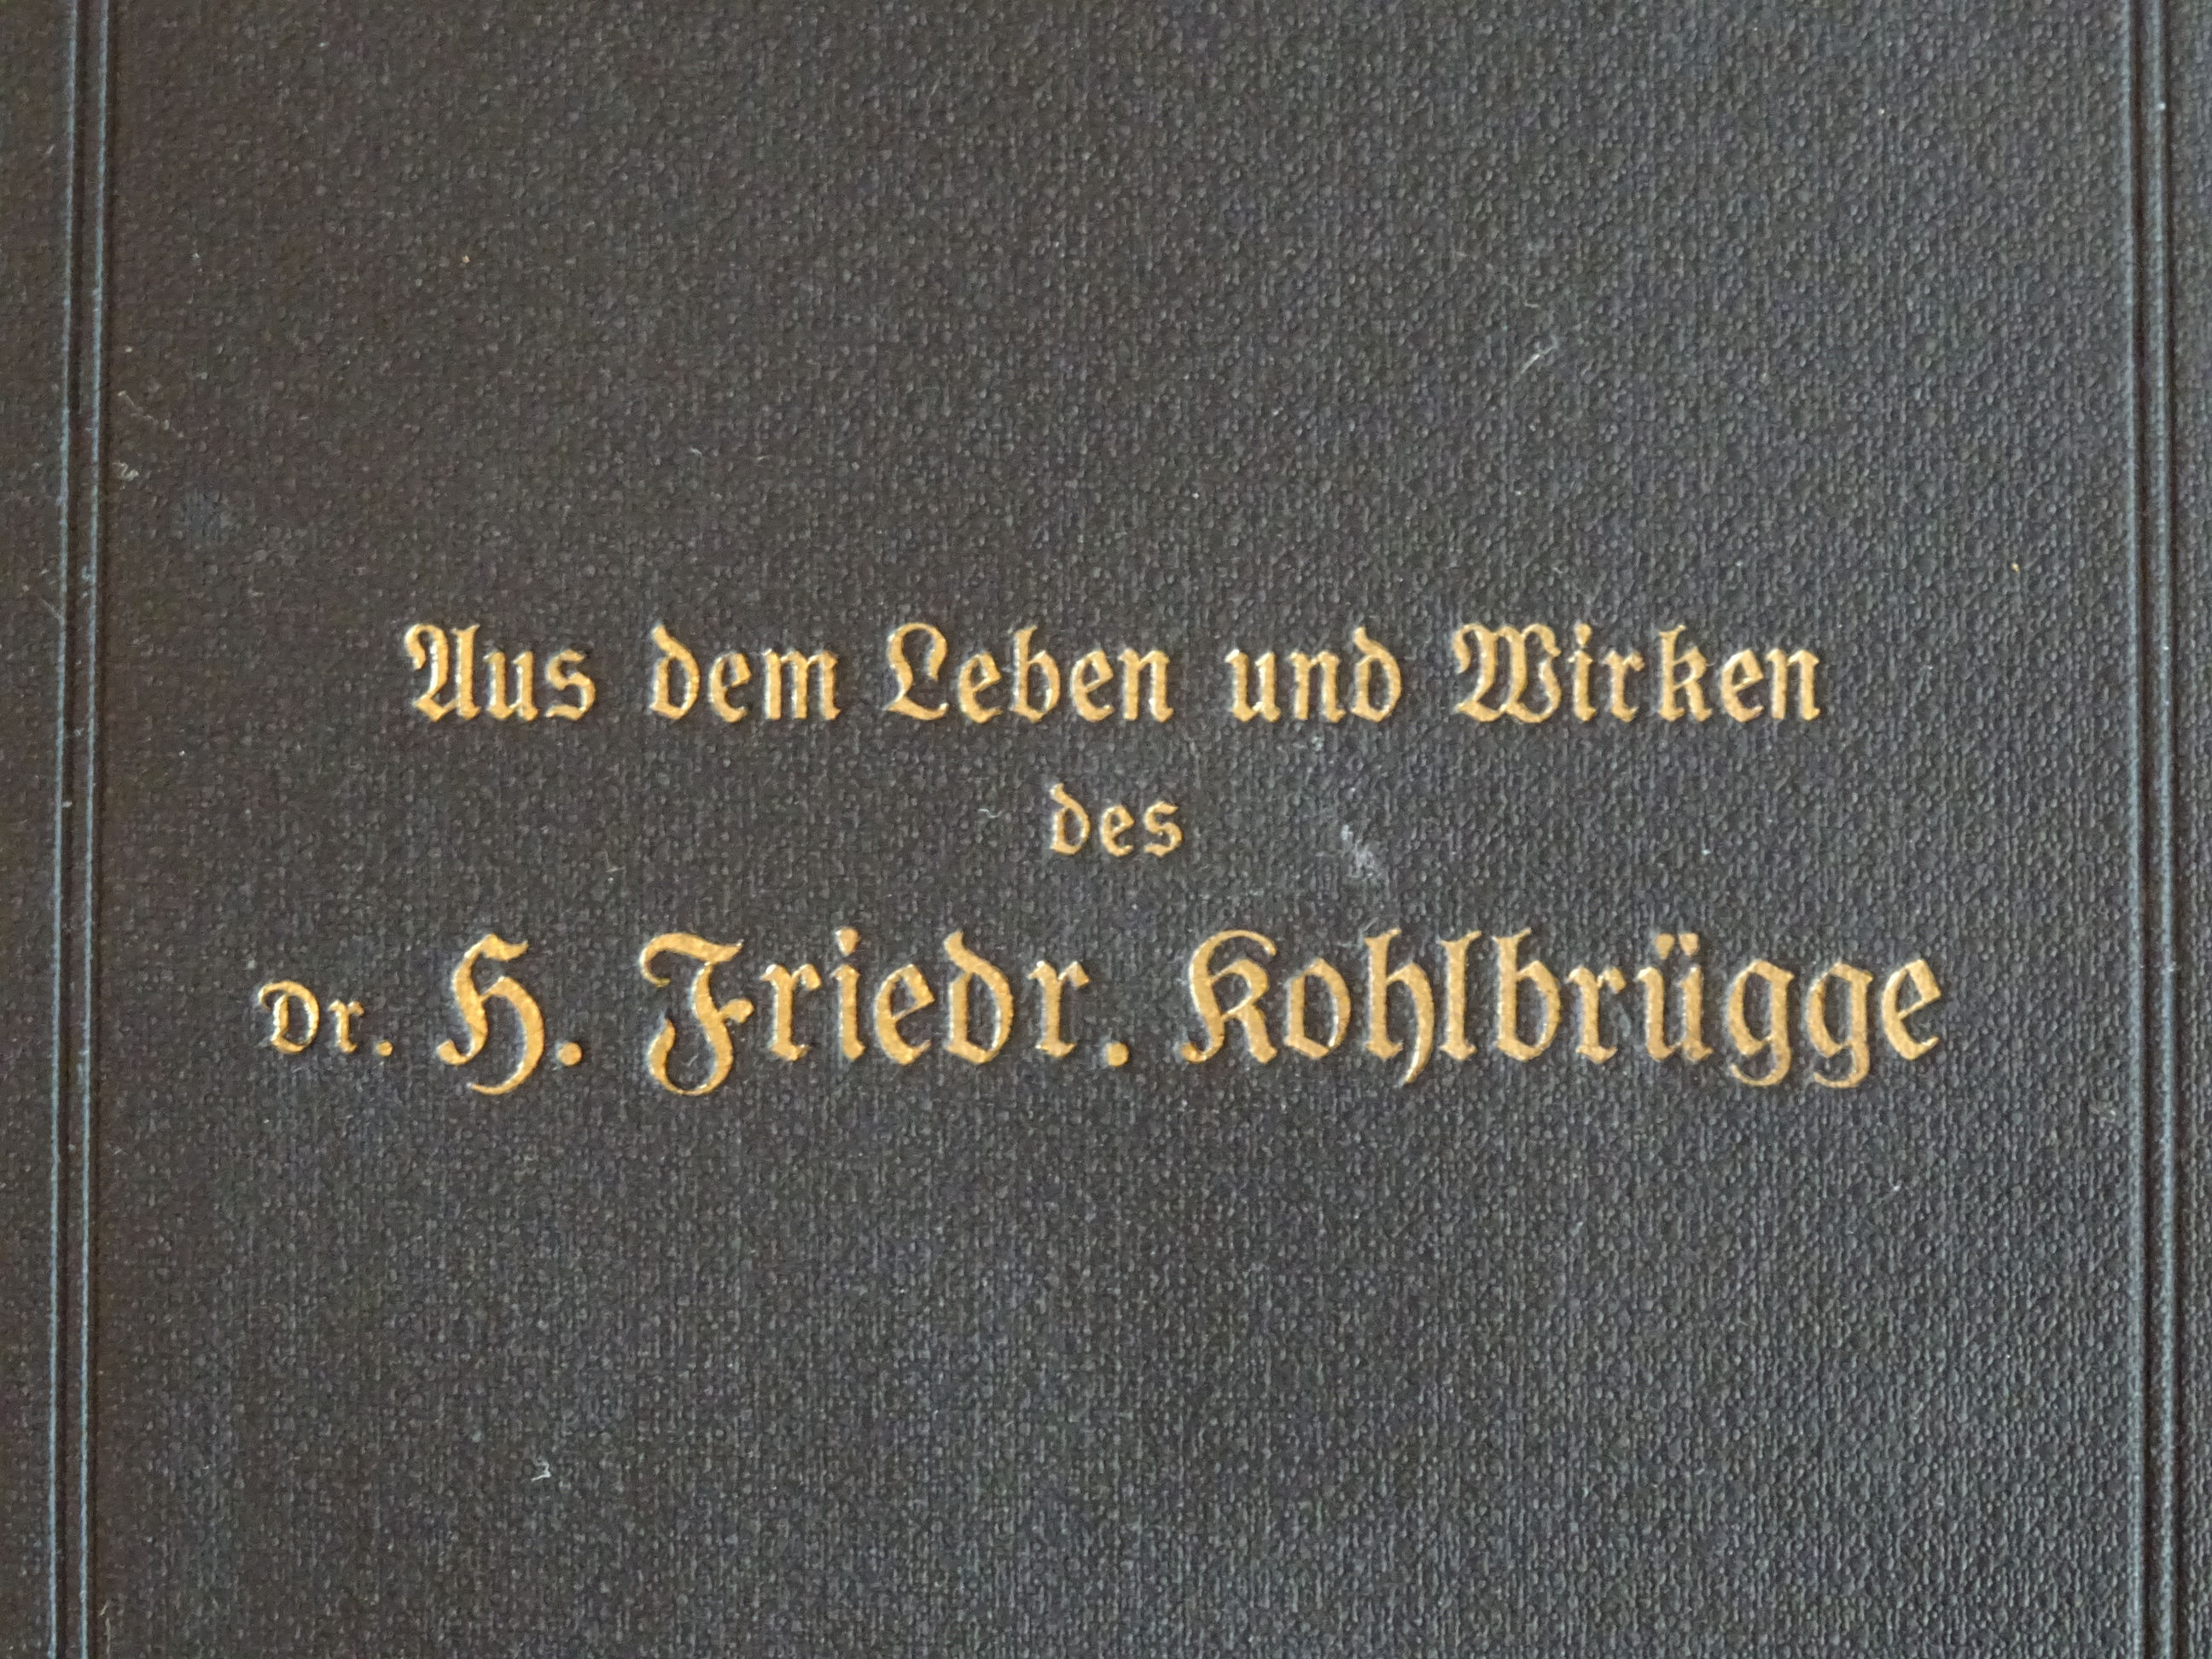 Aus dem Leben und Wirken
des
Dr. H. Friedr. Kohlbrügge